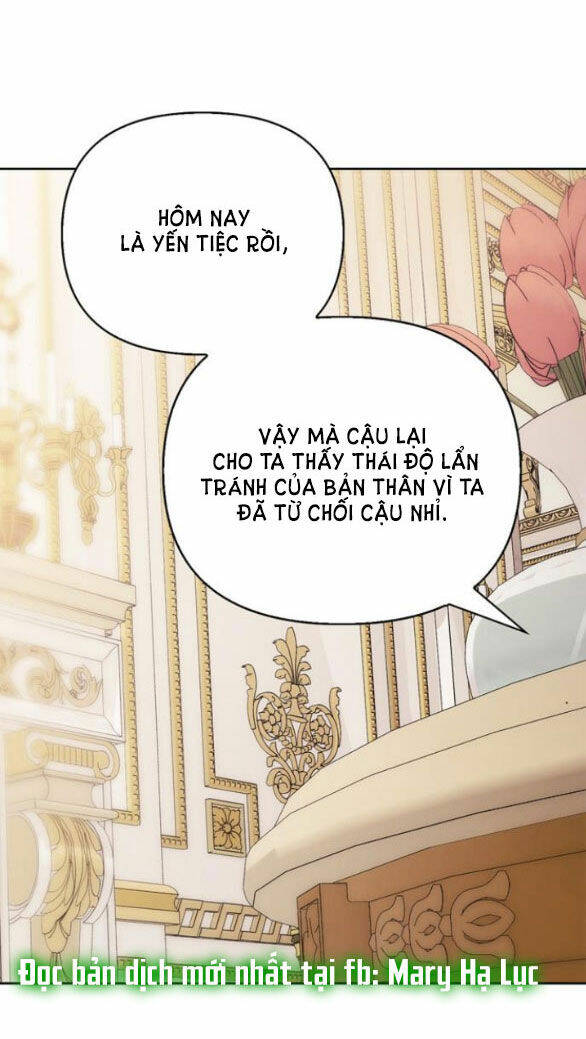 HÔM NAY
LÀ YẾN TIỆC RỒI,
VẬY MÀ CẬU LẠI
CHO TA THẤY THÁI ĐỘ LẨN
TRÁNH CỦA BẢN THÂN VÌ TA
ĐÃ TỪ CHỐI CẬU NHỈ.
Đọc bản dịch mới nhất tại fb: Mary Hạ Lục